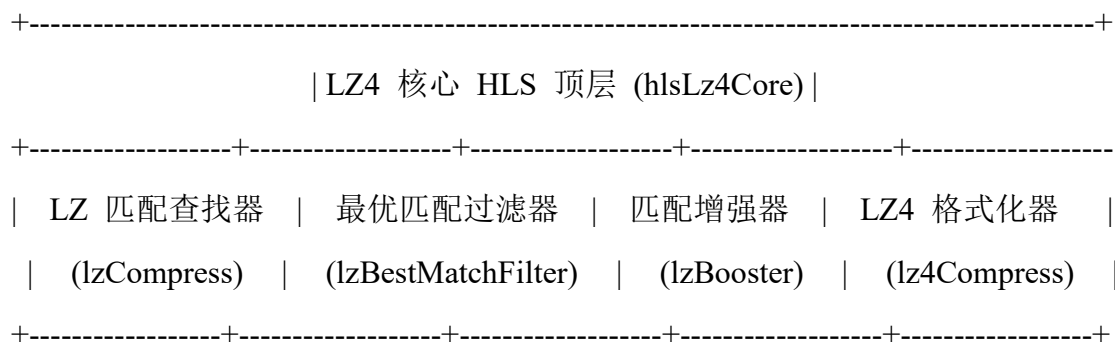 +-----------------------------------------------------------------------------------------------+
| LZ4 核心 HLS 顶层 (hlsLz4Core) |
+-------------------+-------------------+-------------------+-------------------+-------------------
| LZ 匹配查找器 | 最优匹配过滤器 | 匹配增强器 | LZ4 格式化器 |
| (lzCompress) | (lzBestMatchFilter) | (lzBooster) | (lz4Compress) |
+------------------+-------------------+-------------------+-------------------+------------------+